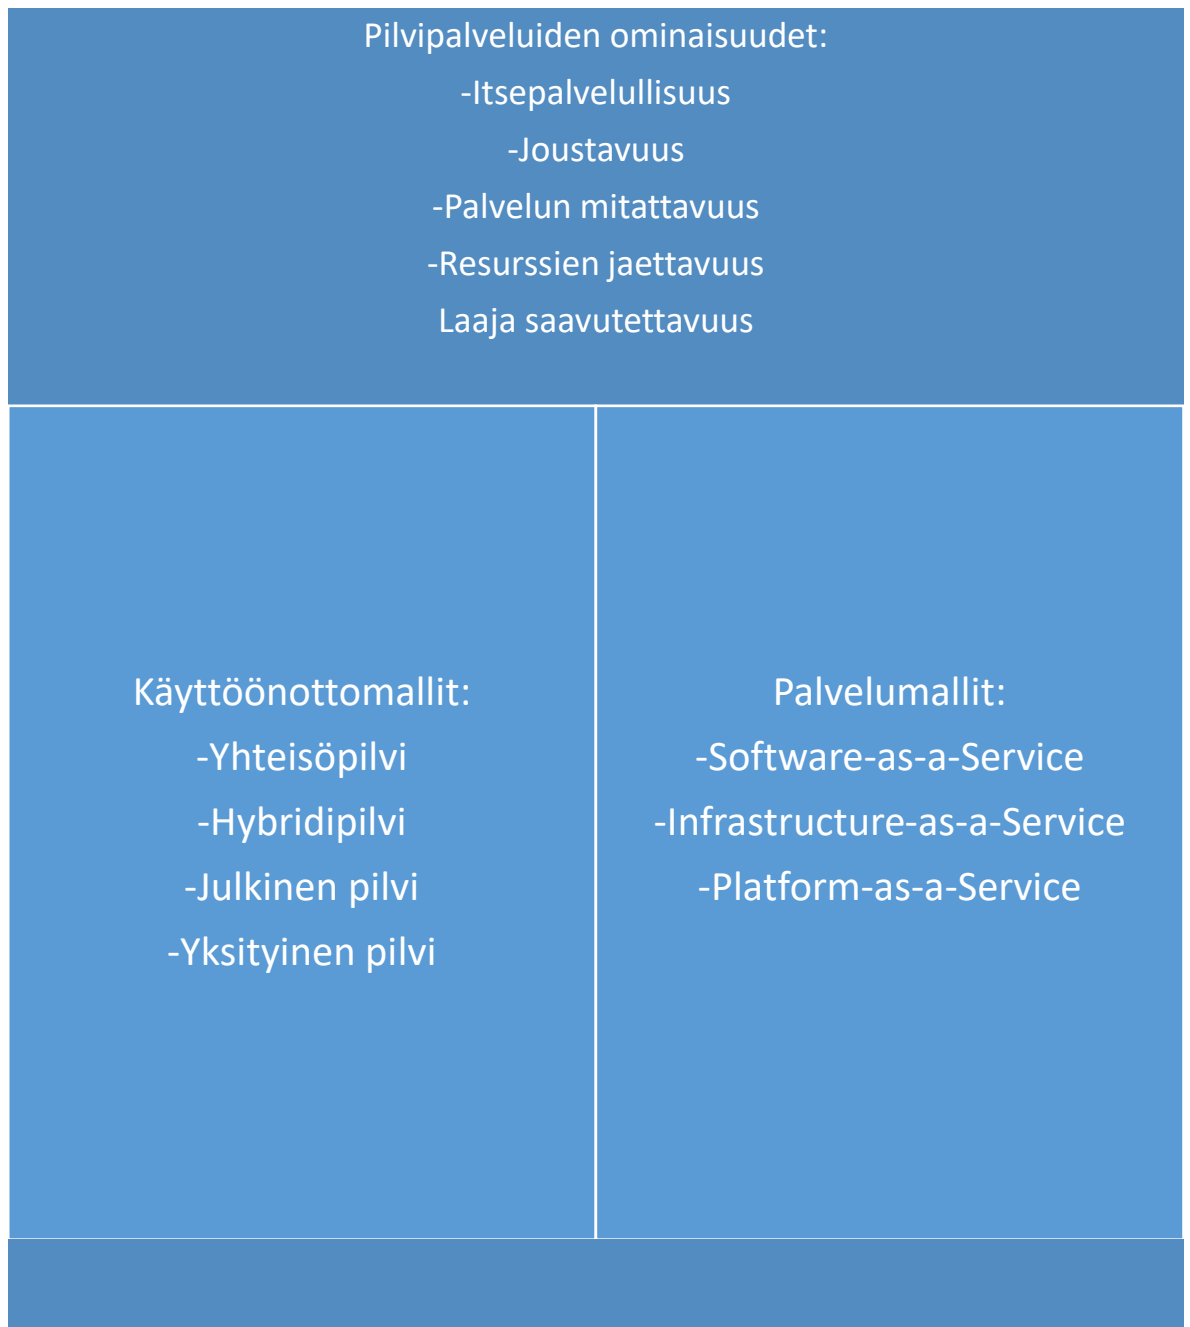 Pilvipalveluiden ominaisuudet:
-Itsepalvelullisuus
-Joustavuus
-Palvelun mitattavuus
-Resurssien jaettavuus
Laaja saavutettavuus
Käyttöönottomallit:
-Yhteisöpilvi
-Hybridipilvi
-Julkinen pilvi
-Yksityinen pilvi
Palvelumallit:
-Software-as-a-Service
-Infrastructure-as-a-Service
-Platform-as-a-Service